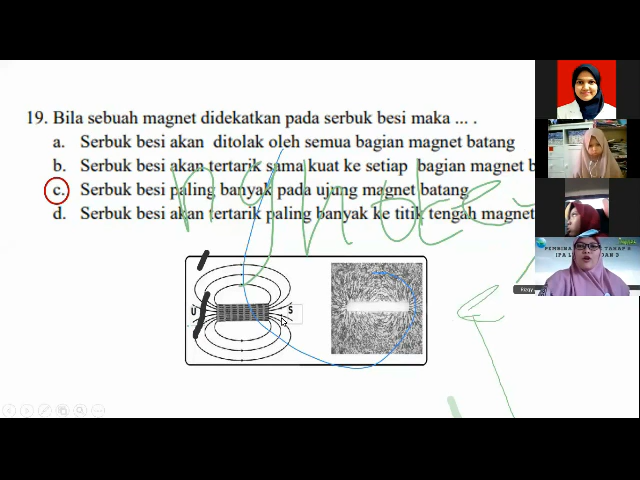 19. Bila sebuah magnet didekatkan pada serbuk besi maka ... .
a. Serbuk besi akan ditolak oleh semua bagian magnet batang
b. Serbuk besi akan tertarik sama kuat ke setiap bagian magnet b
c. Serbuk besi paling banyak pada ujung magnet batang
d. Serbuk besi akan tertarik paling banyak ke titik tengah magnet
U
S